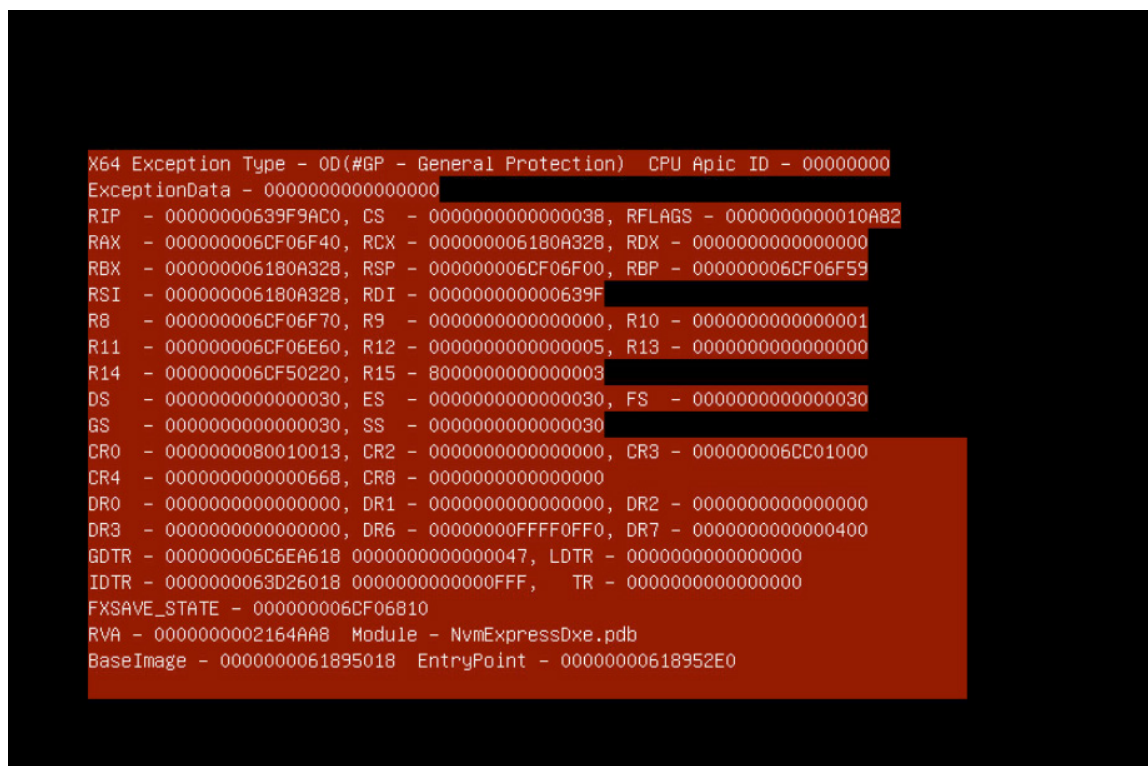 X64 Exception Type - 0D(#GP - General Protection)  CPU Apic ID - 00000000
ExceptionData - 0000000000000000
RIP  - 00000000639F9AC0, CS  - 0000000000000038, RFLAGS - 0000000000010A82
RAX  - 000000006CF06F40, RCX - 000000006180A328, RDX - 0000000000000000
RBX  - 000000006180A328, RSP - 000000006CF06F00, RBP - 000000006CF06F59
RSI  - 000000006180A328, RDI - 000000000000639F
R8   - 000000006CF06F70, R9  - 0000000000000000, R10 - 0000000000000001
R11  - 000000006CF06E60, R12 - 0000000000000005, R13 - 0000000000000000
R14  - 000000006CF50220, R15 - 8000000000000003
DS   - 0000000000000030, ES  - 0000000000000030, FS  - 0000000000000030
GS   - 0000000000000030, SS  - 0000000000000030
CR0  - 0000000080010013, CR2 - 0000000000000000, CR3 - 000000006CC01000
CR4  - 0000000000000668, CR8 - 0000000000000000
DR0  - 0000000000000000, DR1 - 0000000000000000, DR2 - 0000000000000000
DR3  - 0000000000000000, DR6 - 00000000FFFF0FF0, DR7 - 0000000000000400
GDTR - 000000006C6EA618 0000000000000047, LDTR - 0000000000000000
IDTR - 0000000063D26018 0000000000000FFF,   TR - 0000000000000000
FXSAVE_STATE - 000000006CF06810
RVA - 0000000002164AA8  Module - NvmExpressDxe.pdb
BaseImage - 0000000061895018  EntryPoint - 00000000618952E0